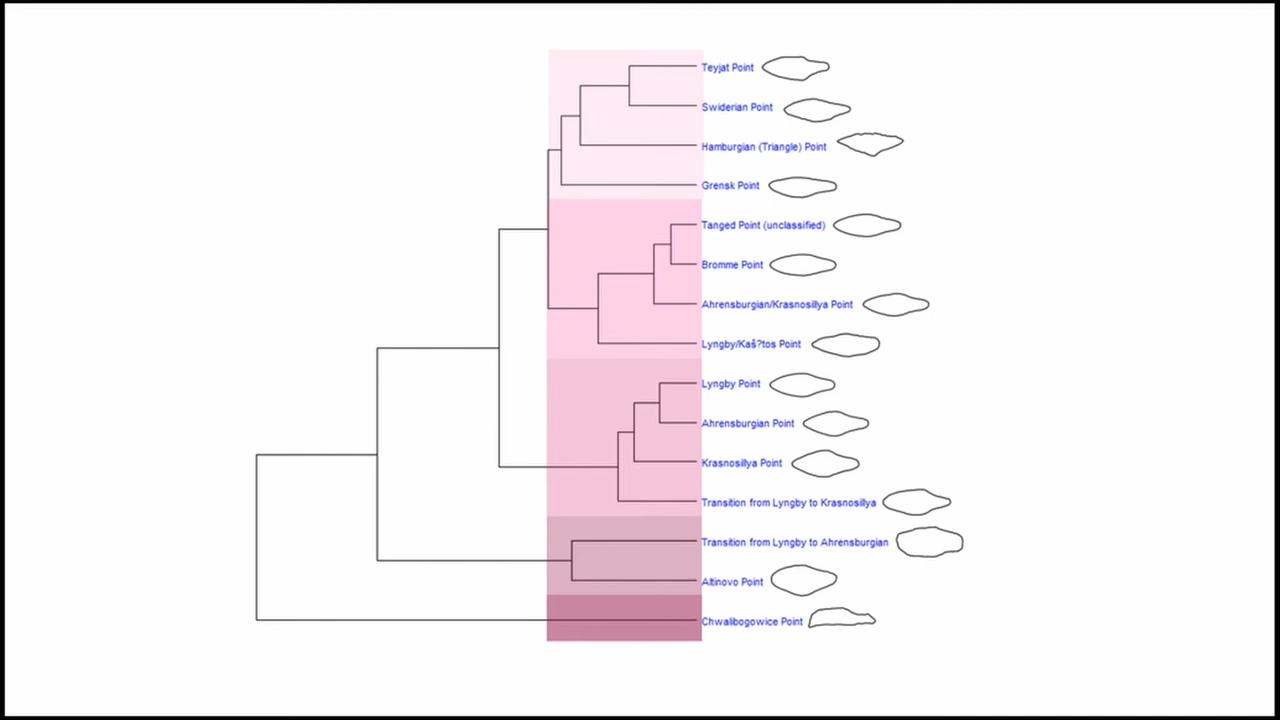 Teyjat Point
Swiderian Point
Hamburgian (Triangle) Point
Grensk Point
Tanged Point (unclassified)
Bromme Point
Ahrensburgian/Krasnosillya Point
Lyngby/Kaš?tos Point
Lyngby Point
Ahrensburgian Point
Krasnosillya Point
Transition from Lyngby to Krasnosillya
Transition from Lyngby to Ahrensburgian
Altinovo Point
Chwalibogowice Point